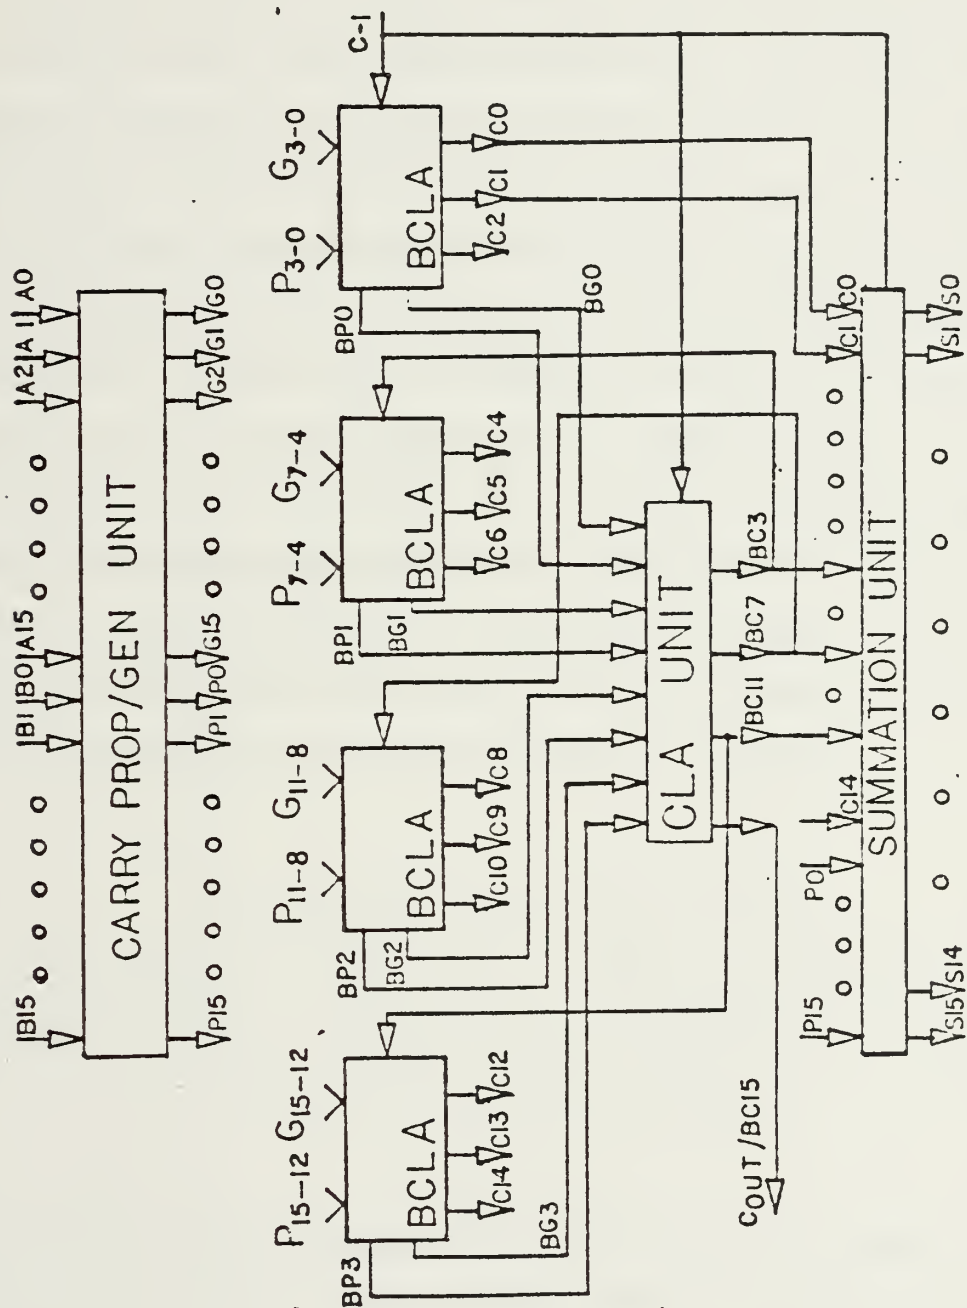 B15 B1 B0 A15 A2 A1 A0
CARRY PROP/GEN UNIT
P15 P1 P0 G15 G2 G1 G0
P15-12 G15-12 P11-8 G11-8 P7-4 G7-4 P3-0 G3-0
C-1
BCLA BCLA BCLA BCLA
BP3 BP2 BP1 BP0
BG2 BG1
C14 C13 C12 C10 C9 C8 C6 C5 C4 C2 C1 C0
BG3 BG0
CLA UNIT
BC11 BC7 BC3
COUT/BC15
P15 P0 C14 C1 C0
SUMMATION UNIT
S15 S14 S1 S0